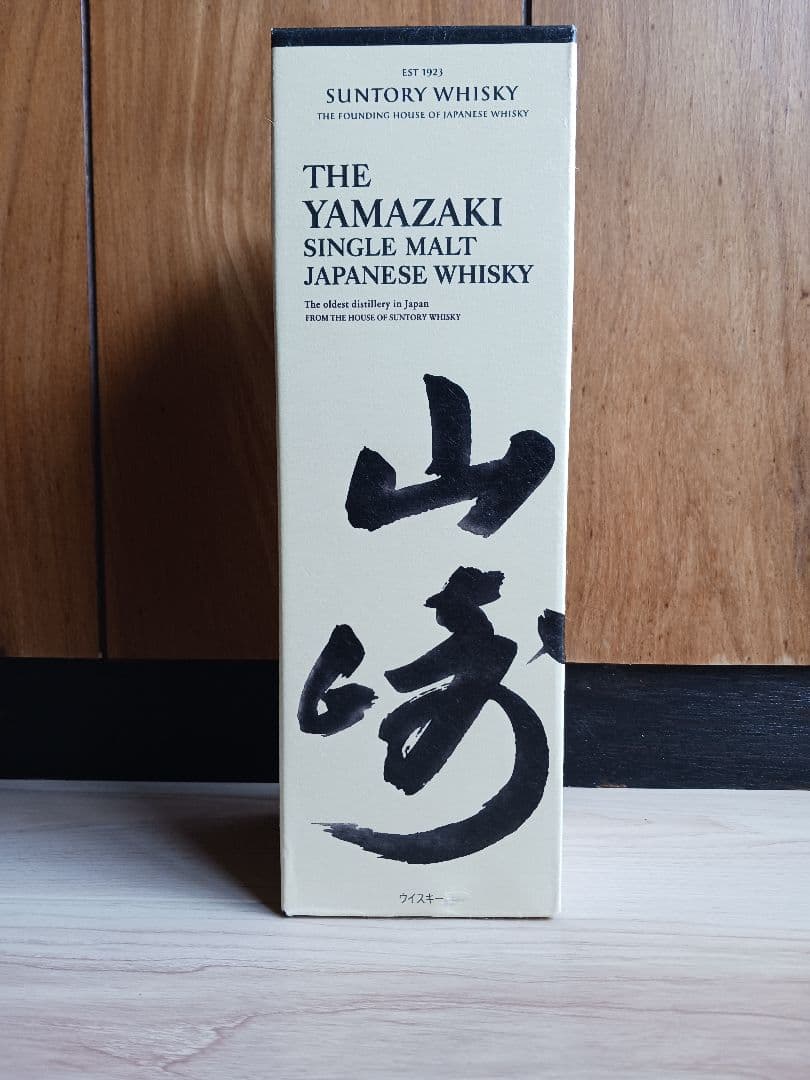 EST 1923
SUNTORY WHISKY
THE FOUNDING HOUSE OF JAPANESE WHISKY
THE
YAMAZAKI
SINGLE MALT
JAPANESE WHISKY
The oldest distillery in Japan
FROM THE HOUSE OF SUNTORY WHISKY
山
崎
ウイスキー